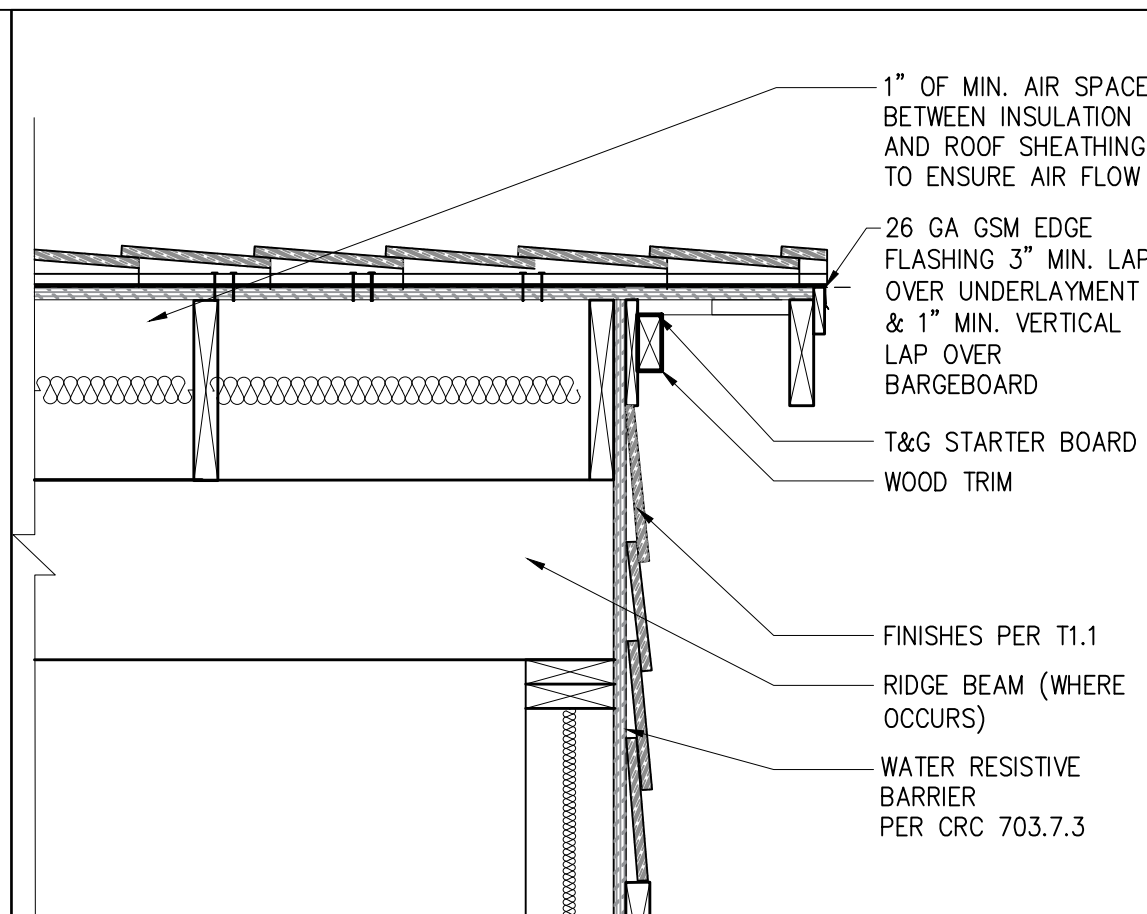 1” OF MIN. AIR SPACE
BETWEEN INSULATION
AND ROOF SHEATHING
TO ENSURE AIR FLOW
26 GA GSM EDGE
FLASHING 3” MIN. LAP
OVER UNDERLAYMENT
& 1” MIN. VERTICAL
LAP OVER
BARGEBOARD
T&G STARTER BOARD
WOOD TRIM
FINISHES PER T1.1
RIDGE BEAM (WHERE
OCCURS)
WATER RESISTIVE
BARRIER
PER CRC 703.7.3